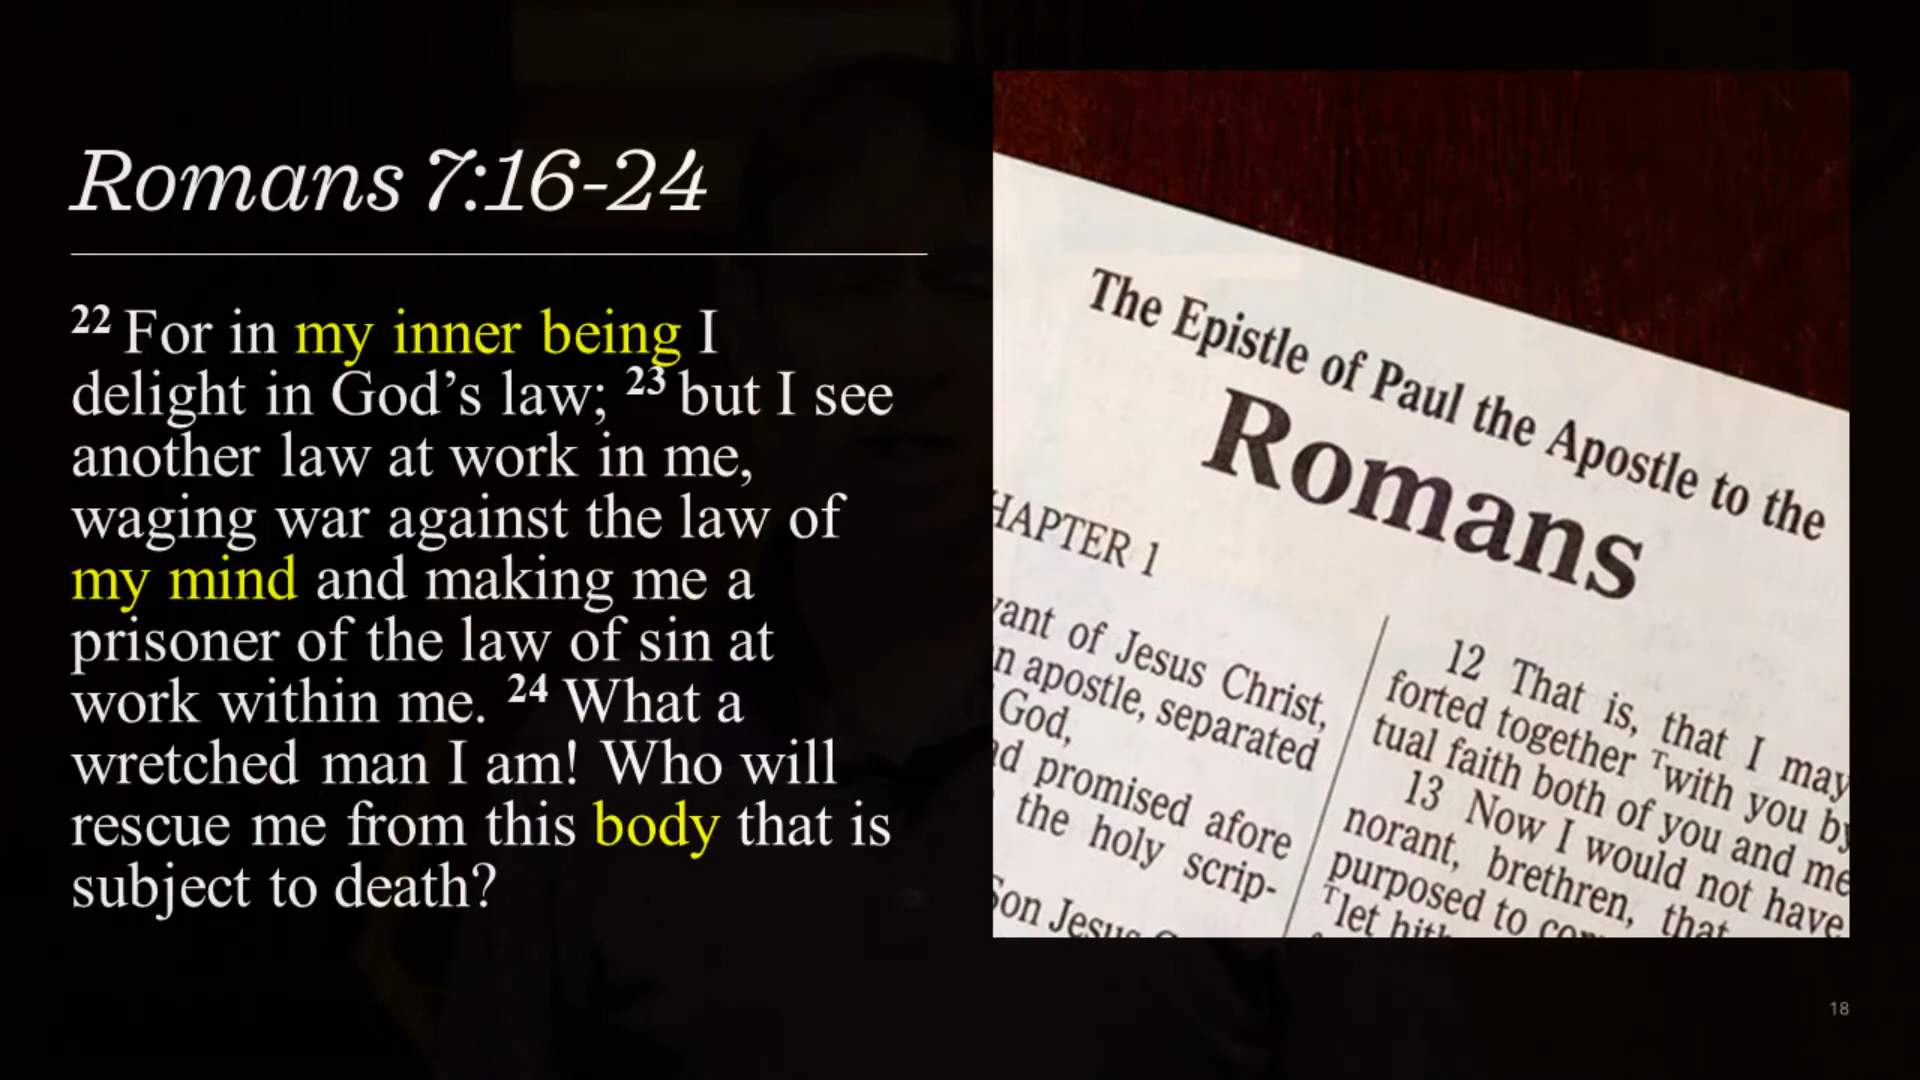 Romans 7:16-24
22 For in my inner being I
delight in God’s law; 23 but I see
another law at work in me,
waging war against the law of
my mind and making me a
prisoner of the law of sin at
work within me. 24 What a
wretched man I am! Who will
rescue me from this body that is
subject to death?
The Epistle of Paul the Apostle to the
Romans
HAPTER 1
vant of Jesus Christ,
n apostle, separated
God,
d promised afore
the holy scrip-
Son Jesus
12 That is, that I may
forted together Twith you by
tual faith both of you and me
13 Now I would not have
norant, brethren, that
purposed to
Tlet
18